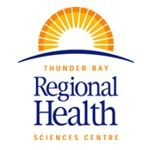 THUNDER BAY
Regional
Health
SCIENCES CENTRE